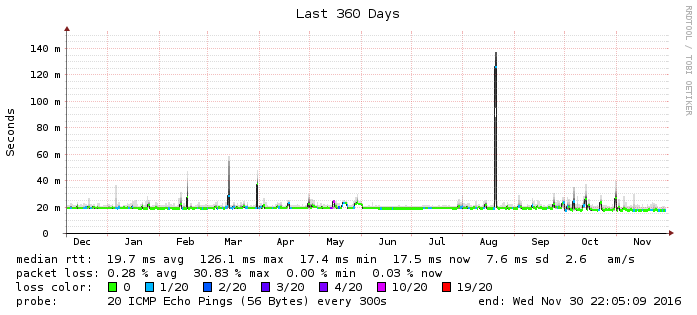 Last 360 Days
RRDTOOL / TOBI OETIKER
Seconds
140 m
120 m
100 m
80 m
60 m
40 m
20 m
0
Dec Jan Feb Mar Apr May Jun Jul Aug Sep Oct Nov
median rtt: 19.7 ms avg 126.1 ms max 17.4 ms min 17.5 ms now 7.6 ms sd 2.6 am/s
packet loss: 0.28 % avg 30.83 % max 0.00 % min 0.03 % now
loss color: 0 1/20 2/20 3/20 4/20 10/20 19/20
probe: 20 ICMP Echo Pings (56 Bytes) every 300s end: Wed Nov 30 22:05:09 2016